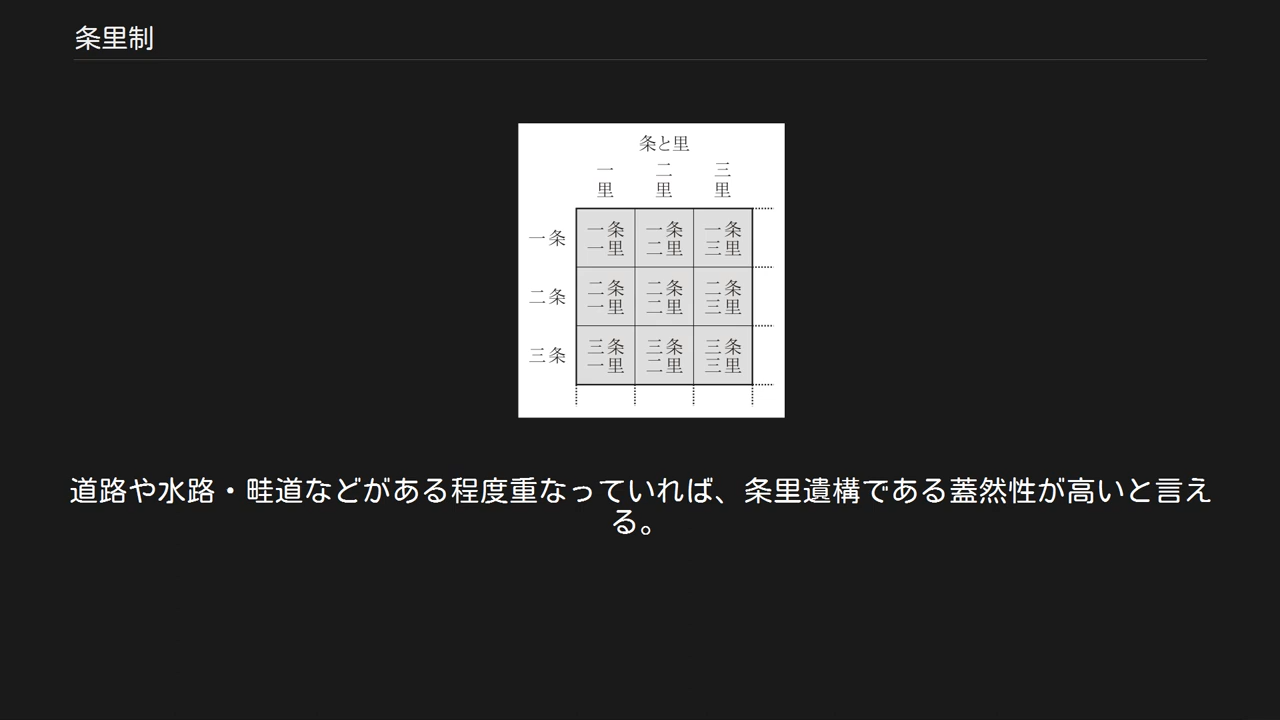 条里制
条と里
一里 二里 三里
一条 一条一里 一条二里 一条三里
二条 二条一里 二条二里 二条三里
三条 三条一里 三条二里 三条三里
道路や水路・畦道などがある程度重なっていれば、条里遺構である蓋然性が高いと言え
る。